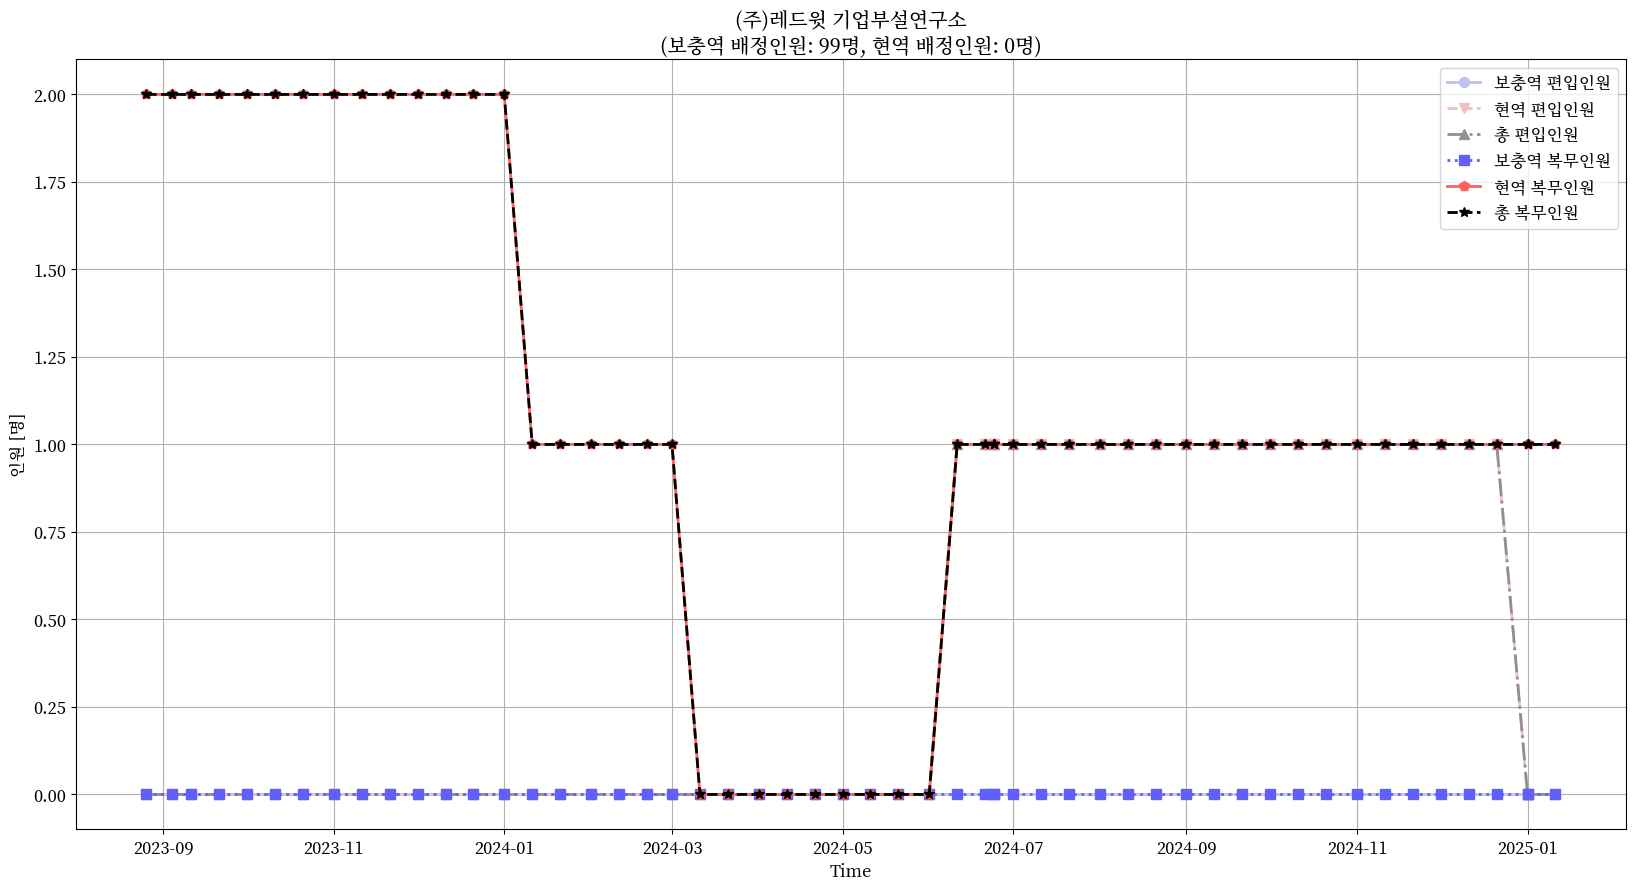 (주)레드윗 기업부설연구소
(보충역 배정인원: 99명, 현역 배정인원: 0명)
보충역 편입인원
현역 편입인원
총 편입인원
보충역 복무인원
현역 복무인원
총 복무인원
인원 [명]
2.00
1.75
1.50
1.25
1.00
0.75
0.50
0.25
0.00
2023-09 2023-11 2024-01 2024-03 2024-05 2024-07 2024-09 2024-11 2025-01
Time